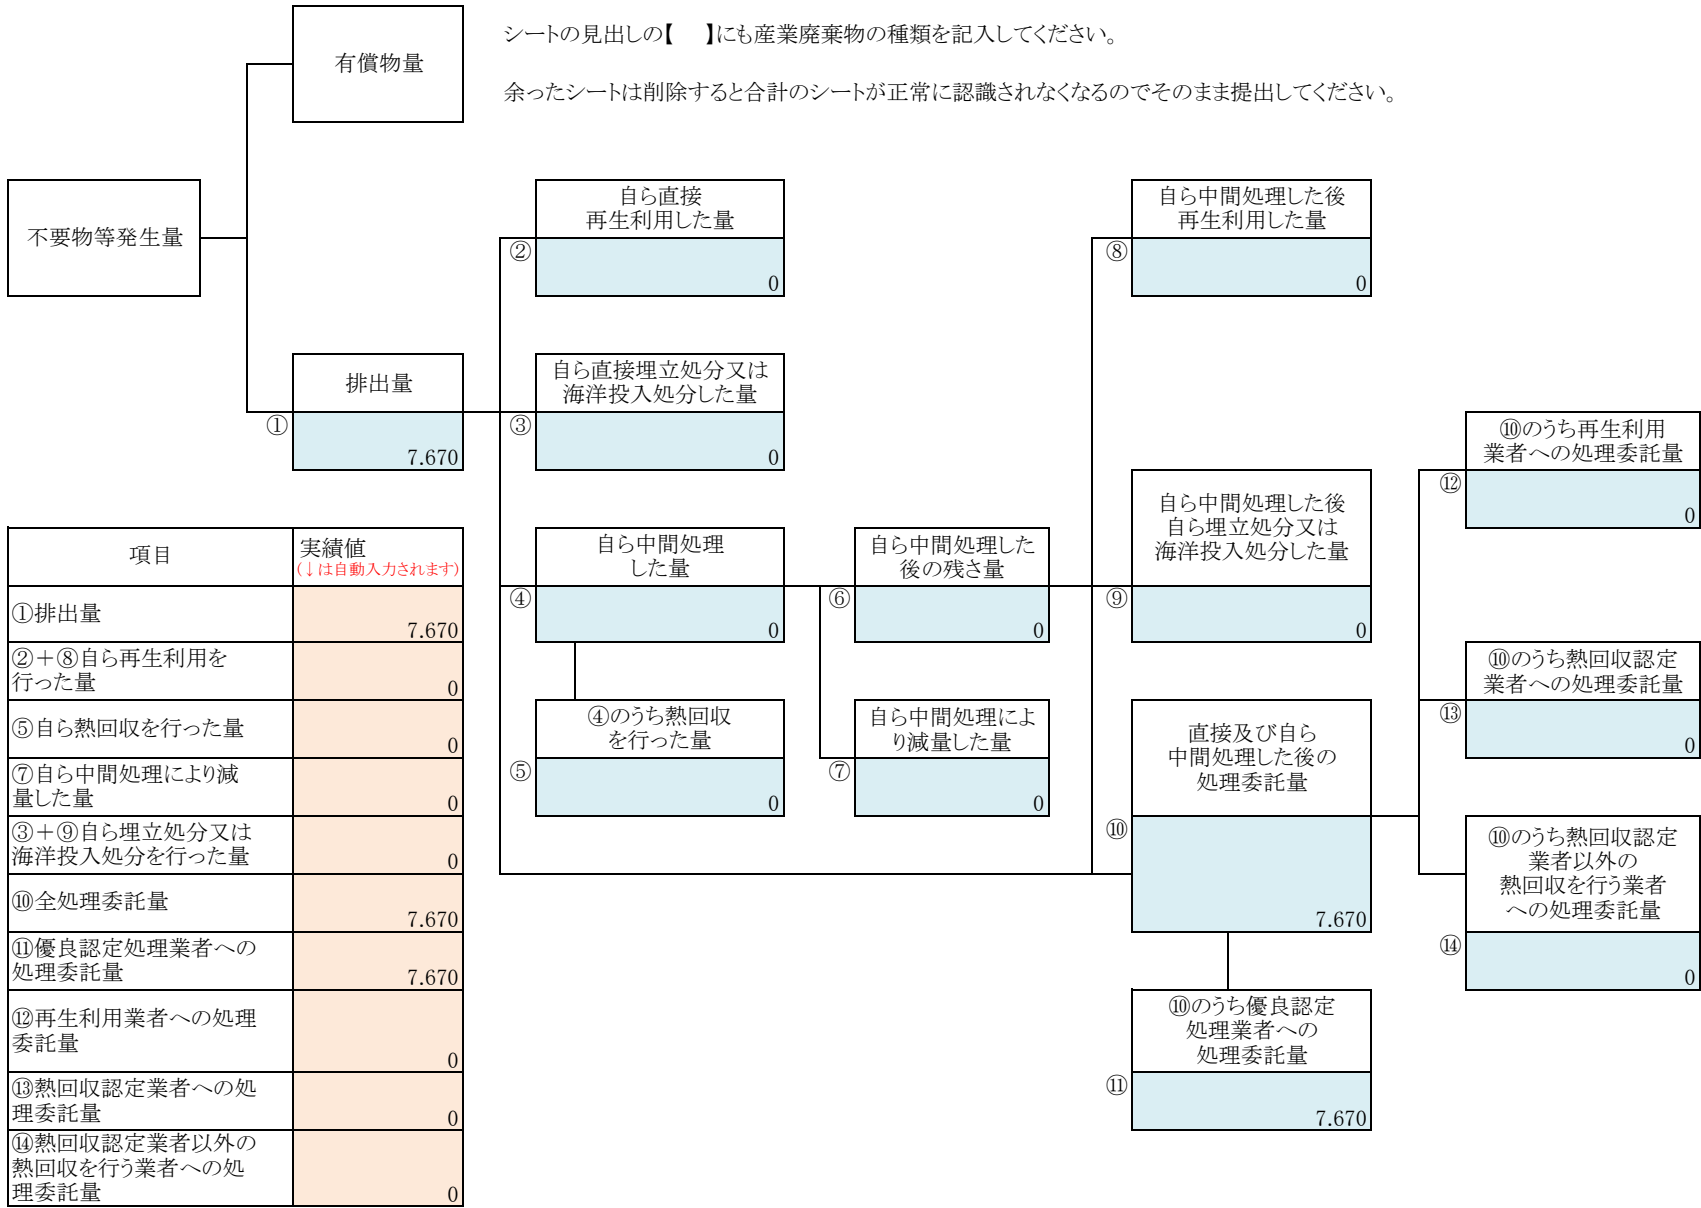 有償物量
シートの見出しの【　】にも産業廃棄物の種類を記入してください。
余ったシートは削除すると合計のシートが正常に認識されなくなるのでそのまま提出してください。
不要物等発生量
自ら直接
再生利用した量
②
0
自ら中間処理した後
再生利用した量
⑧
0
排出量
①
7.670
自ら直接埋立処分又は
海洋投入処分した量
③
0
自ら中間処理
した量
④
0
自ら中間処理した
後の残さ量
⑥
0
自ら中間処理した後
自ら埋立処分又は
海洋投入処分した量
⑨
0
⑩のうち再生利用
業者への処理委託量
⑫
0
④のうち熱回収
を行った量
⑤
0
自ら中間処理によ
り減量した量
⑦
0
直接及び自ら
中間処理した後の
処理委託量
⑩
7.670
⑩のうち熱回収認定
業者への処理委託量
⑬
0
⑩のうち熱回収認定
業者以外の
熱回収を行う業者
への処理委託量
⑭
0
⑩のうち優良認定
処理業者への
処理委託量
⑪
7.670
項目
実績値
(↓は自動入力されます)
①排出量
7.670
②＋⑧自ら再生利用を
行った量
0
⑤自ら熱回収を行った量
0
⑦自ら中間処理により減
量した量
0
③＋⑨自ら埋立処分又は
海洋投入処分を行った量
0
⑩全処理委託量
7.670
⑪優良認定処理業者への
処理委託量
7.670
⑫再生利用業者への処理
委託量
0
⑬熱回収認定業者への処
理委託量
0
⑭熱回収認定業者以外の
熱回収を行う業者への処
理委託量
0